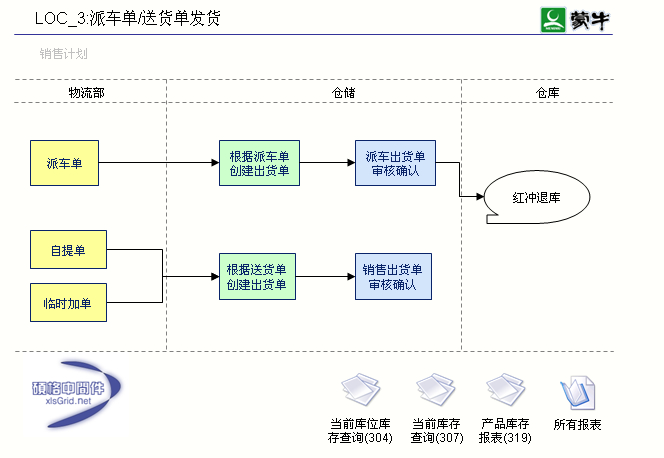 LOC_3:派车单/送货单发货
蒙牛
销售计划
物流部
仓储
仓库
派车单
根据派车单
创建出货单
派车出货单
审核确认
红冲退库
自提单
临时加单
根据送货单
创建出货单
销售出货单
审核确认
硕格中間件
xlsGrid.net
当前库位库
存查询(304)
当前库存
查询(307)
产品库存
报表(319)
所有报表